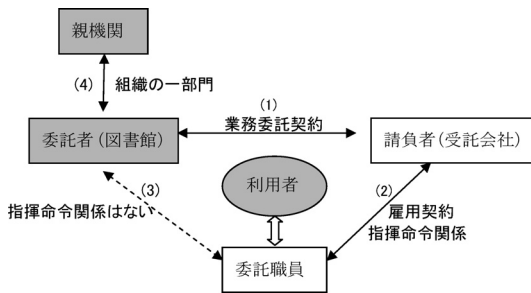 親機関
(4) 組織の一部門
(1)
業務委託契約
委託者(図書館)
請負者(受託会社)
(3)
指揮命令関係はない
利用者
(2)
雇用契約
指揮命令関係
委託職員